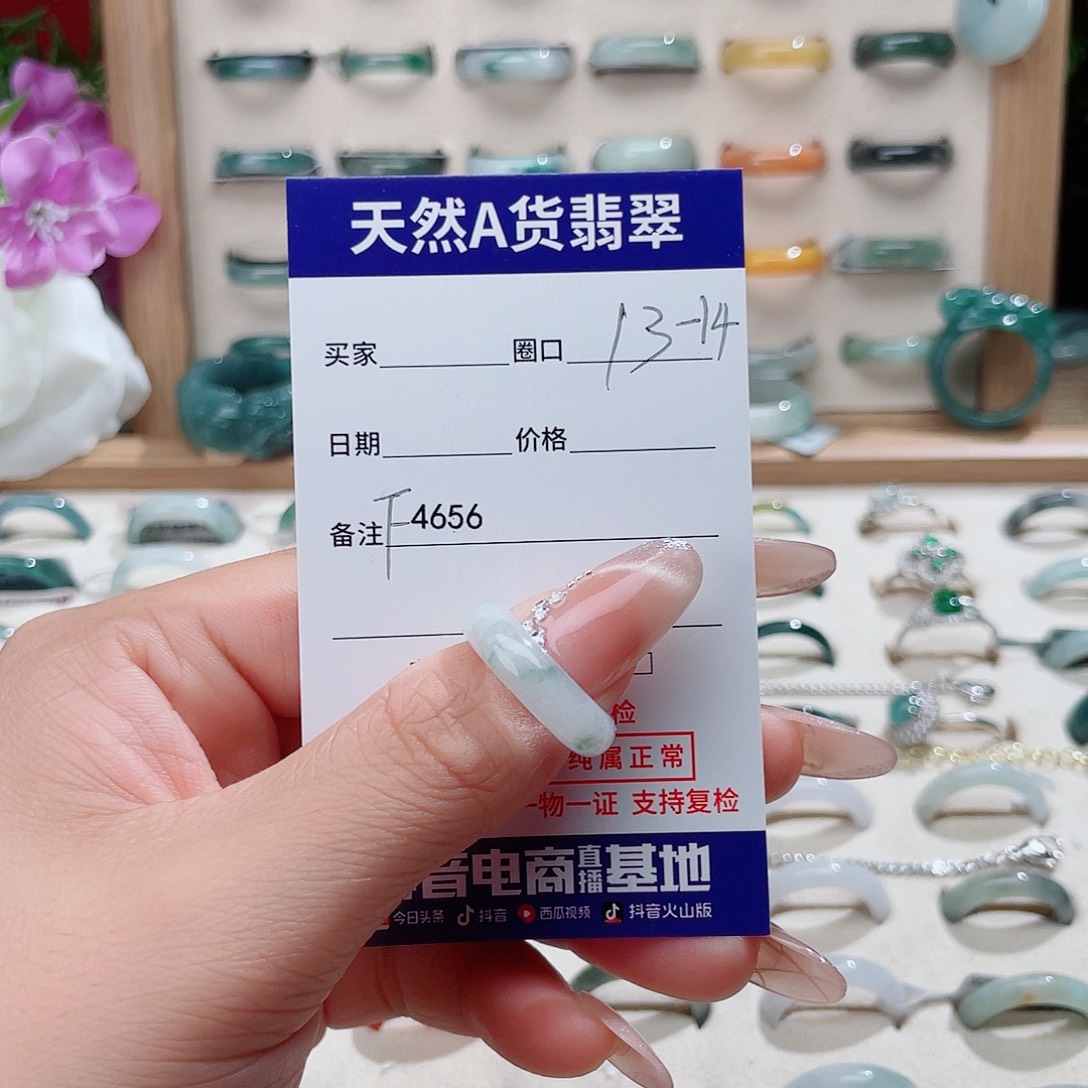 天然A货翡翠
买家 圈口 13-14
日期 价格
备注 F 4656
检
纯属正常
一物一证 支持复检
音电商直播基地
今日头条 抖音 西瓜视频 抖音火山版